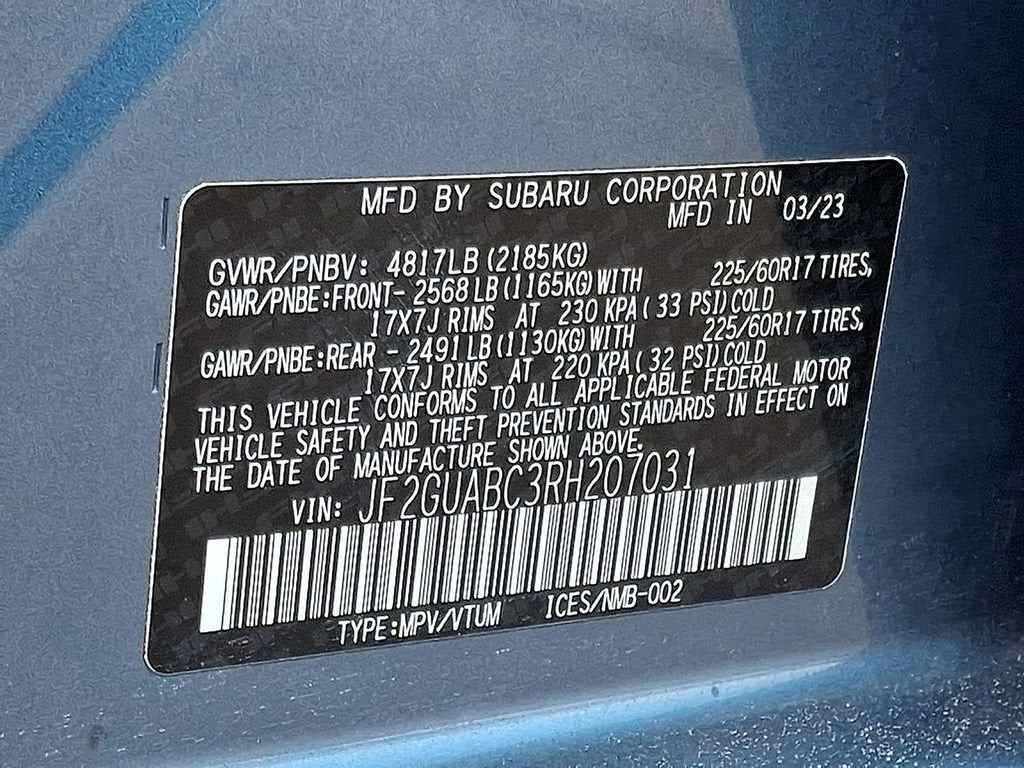 MFD BY SUBARU CORPORATION
MFD IN 03/23
GVWR/PNBV: 4817LB (2185KG)
GAWR/PNBE:FRONT- 2568 LB (1165KG) WITH 225/60R17 TIRES,
17X7J RIMS AT 230 KPA ( 33 PSI) COLD
GAWR/PNBE:REAR - 2491 LB (1130KG) WITH 225/60R17 TIRES,
17X7J RIMS AT 220 KPA ( 32 PSI) COLD
THIS VEHICLE CONFORMS TO ALL APPLICABLE FEDERAL MOTOR
VEHICLE SAFETY AND THEFT PREVENTION STANDARDS IN EFFECT ON
THE DATE OF MANUFACTURE SHOWN ABOVE.
VIN: JF2GUABC3RH207031
TYPE:MPV/VTUM ICES/NMB-002